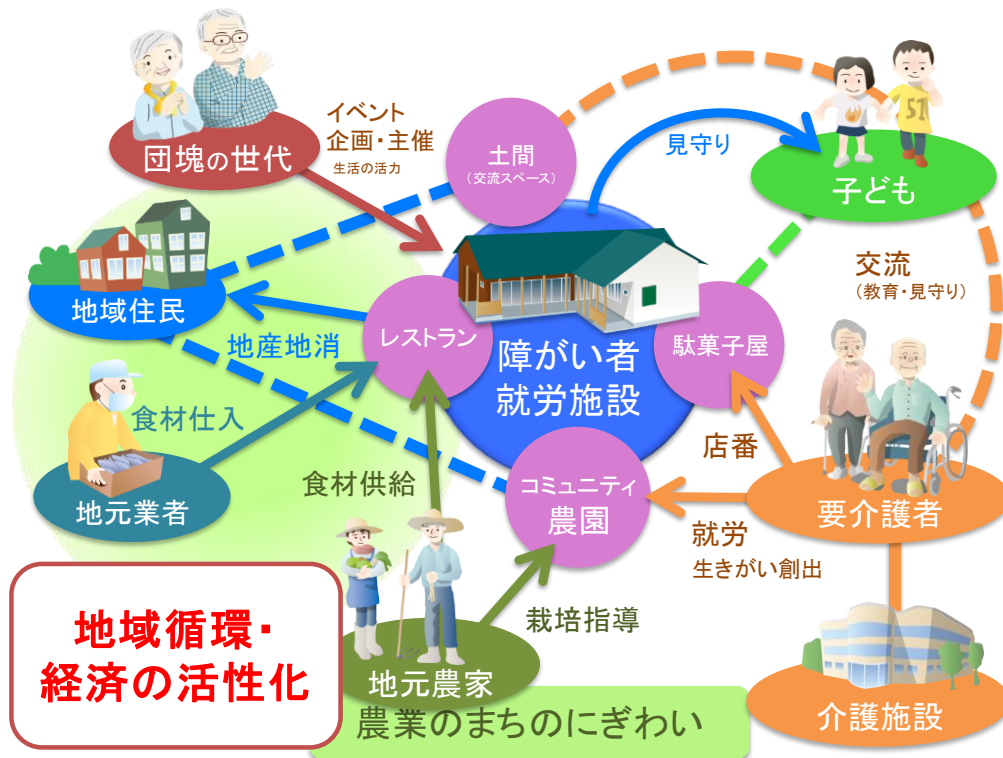 団塊の世代
イベント
企画・主催
生活の活力
土間
(交流スペース)
見守り
51
子ども
地域住民
地産地消
レストラン
障がい者
就労施設
駄菓子屋
交流
(教育・見守り)
食材仕入
地元業者
食材供給
コミュニティ
農園
店番
要介護者
就労
生きがい創出
栽培指導
地域循環・
経済の活性化
地元農家
農業のまちのにぎわい
介護施設